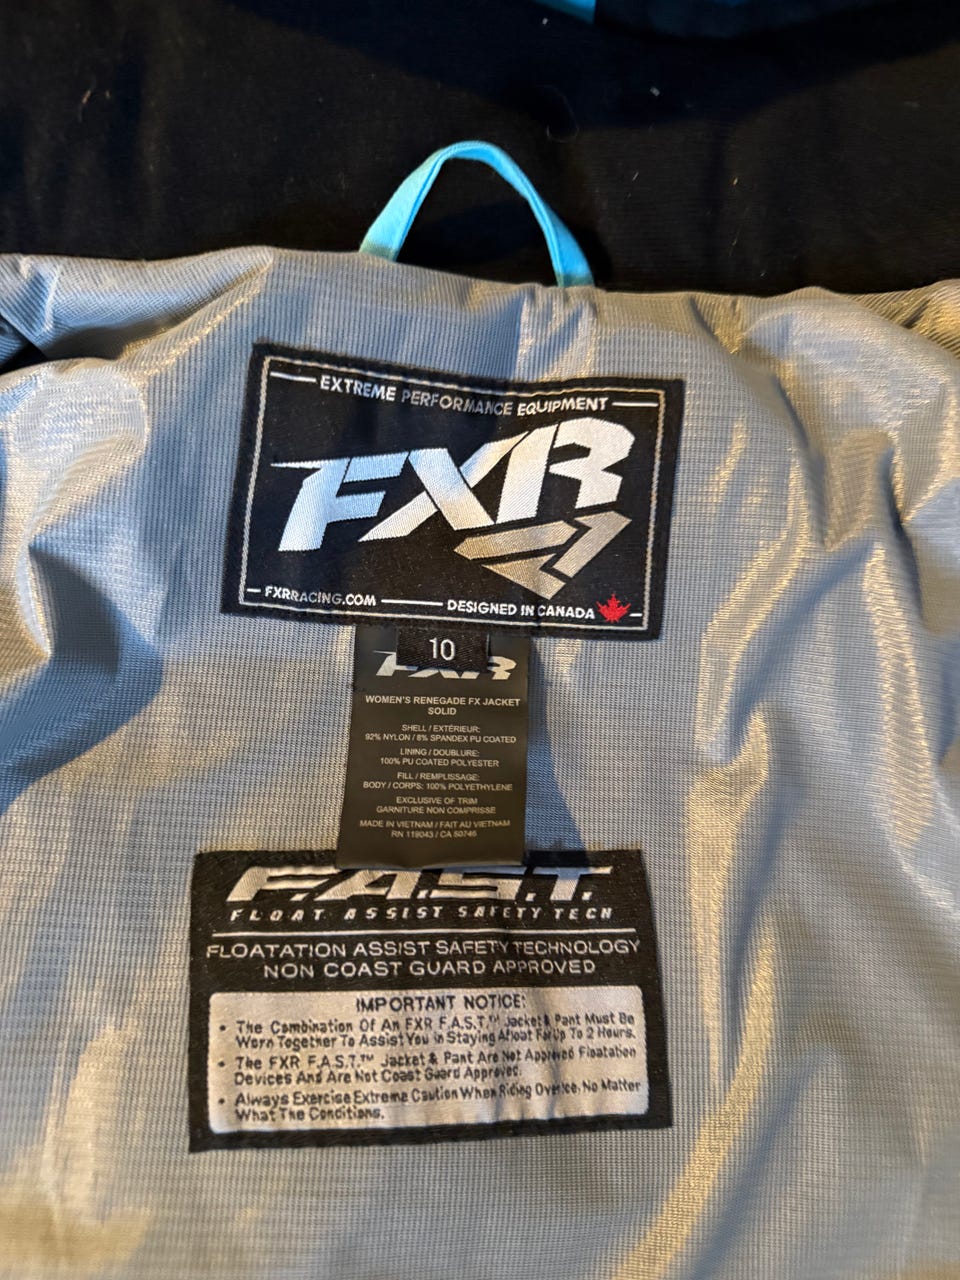 EXTREME PERFORMANCE EQUIPMENT
FXR
FXRRACING.COM
DESIGNED IN CANADA
10
FXR
WOMEN'S RENEGADE FX JACKET
SOLID
SHELL / EXTÉRIEUR:
92% NYLON / 8% SPANDEX PU COATED
LINING / DOUBLURE:
100% PU COATED POLYESTER
FILL / REMPLISSAGE:
BODY / CORPS: 100% POLYETHYLENE
EXCLUSIVE OF TRIM
GARNITURE NON COMPRISE
MADE IN VIETNAM / FAIT AU VIETNAM
RN 119043 / CA 50746
F.A.S.T.
FLOAT ASSIST SAFETY TECH
FLOATATION ASSIST SAFETY TECHNOLOGY
NON COAST GUARD APPROVED
IMPORTANT NOTICE:
• The Combination Of An FXR F.A.S.T.™ Jacket & Pant Must Be
Worn Together To Assist You in Staying Afloat For Up To 2 Hours.
• The FXR F.A.S.T.™ Jacket & Pant Are Not Approved Floatation
Devices And Are Not Coast Guard Approved.
• Always Exercise Extreme Caution When Riding Over Ice, No Matter
What The Conditions.